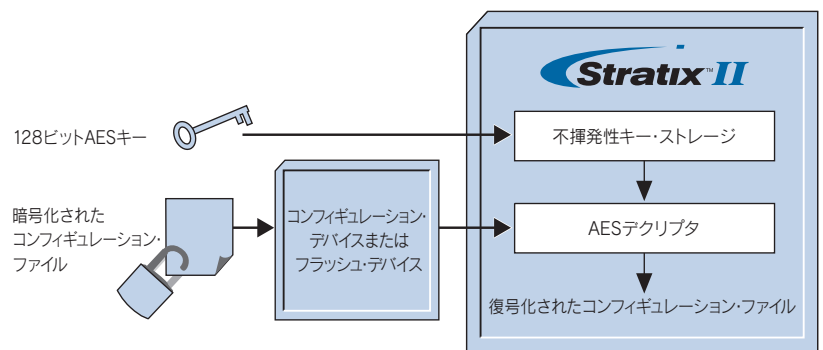 Stratix™ II
128ビットAESキー
不揮発性キー・ストレージ
暗号化された
コンフィギュレーション・
ファイル
コンフィギュレーション・
デバイスまたは
フラッシュ・デバイス
AESデクリプタ
復号化されたコンフィギュレーション・ファイル